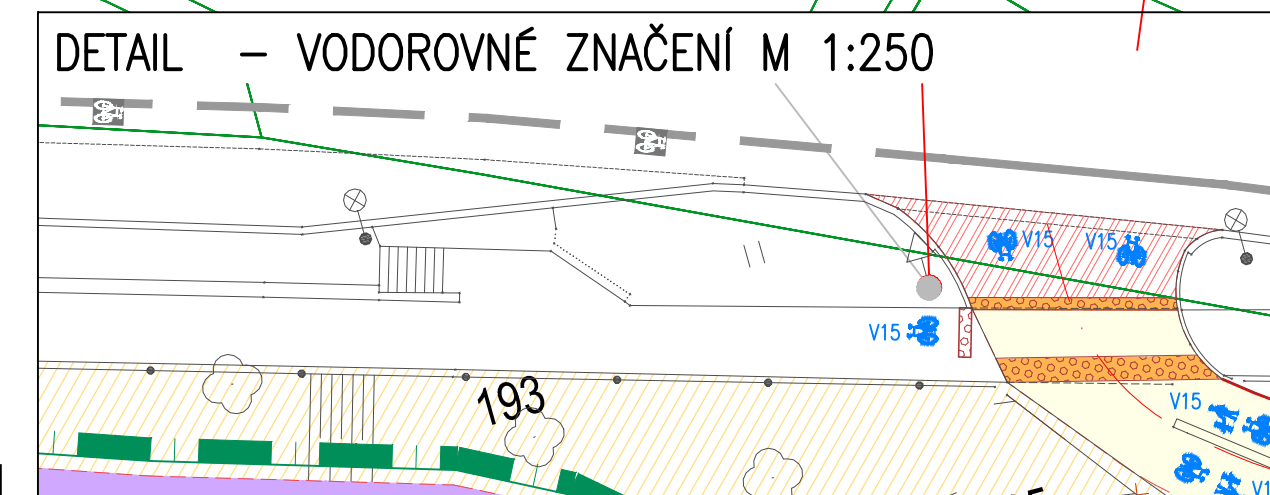 DETAIL – VODOROVNÉ ZNAČENÍ M 1:250
V15 V15
V15
193
V15